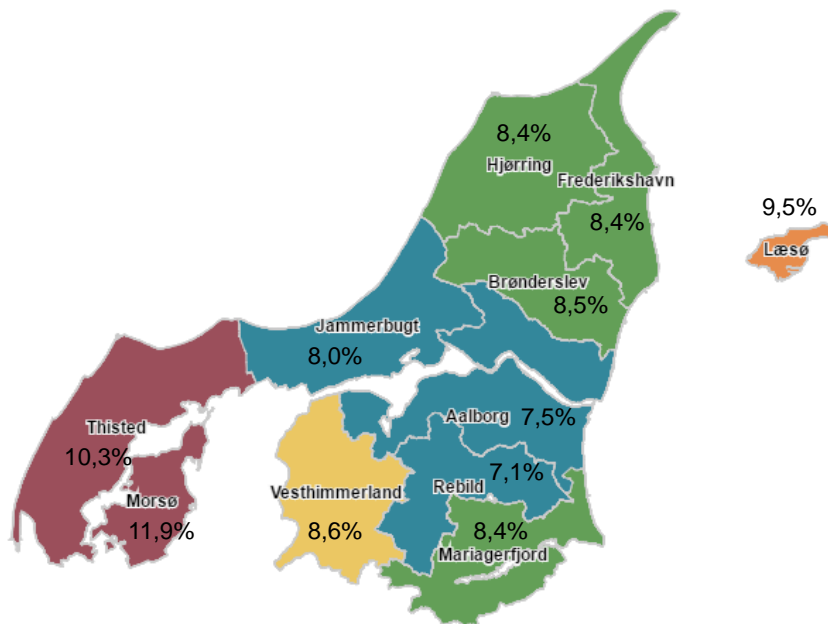 8,4%
Hjørring
Frederikshavn
8,4%
9,5%
Læsø
Brønderslev
8,5%
Jammerbugt
8,0%
Aalborg 7,5%
Thisted
10,3%
7,1%
Rebild
Morsø
11,9%
Vesthimmerland
8,6%
8,4%
Mariagerfjord